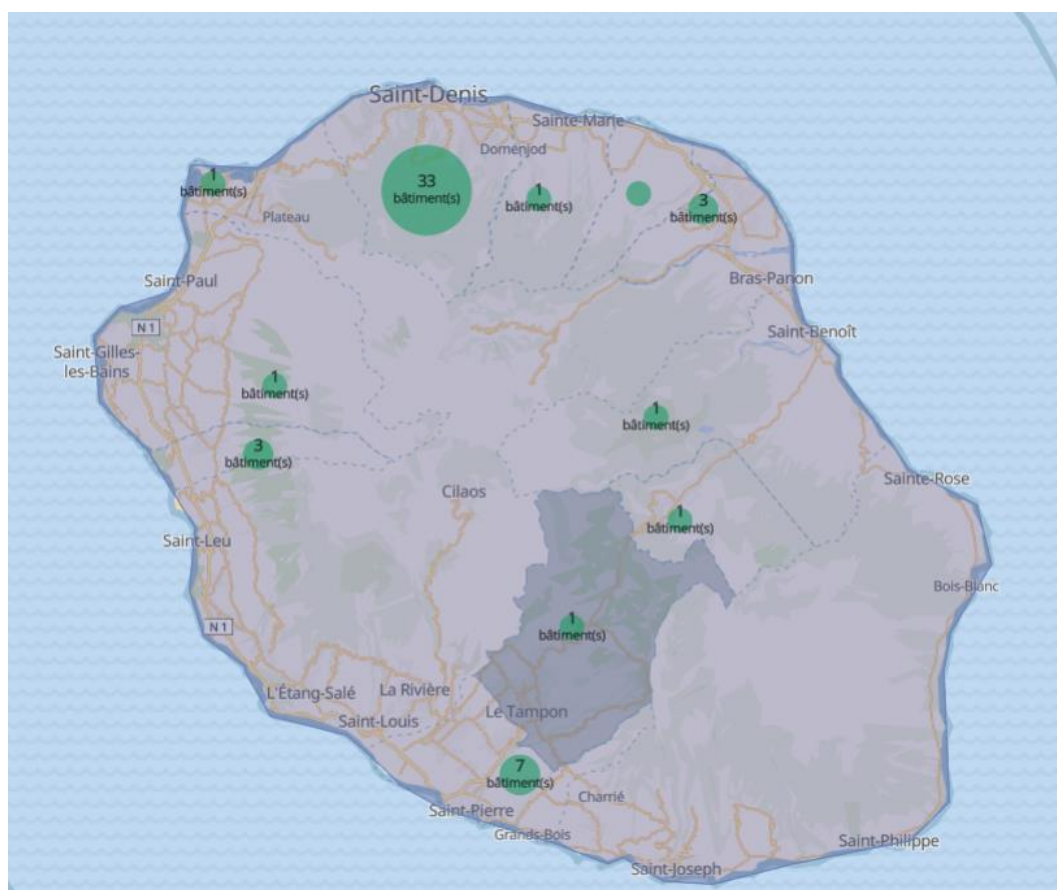 Saint-Denis
Sainte-Marie
Domenjod
1
bâtiment(s)
33
bâtiment(s)
1
bâtiment(s)
3
bâtiment(s)
Plateau
Saint-Paul
Bras-Panon
N 1
Saint-Benoît
Saint-Gilles-
les-Bains
1
bâtiment(s)
1
bâtiment(s)
3
bâtiment(s)
Cilaos
Sainte-Rose
1
bâtiment(s)
Saint-Leu
Bois-Blanc
N 1
1
bâtiment(s)
L'Étang-Salé
La Rivière
Le Tampon
Saint-Louis
7
bâtiment(s)
Charrié
Saint-Pierre
Grands-Bois
Saint-Philippe
Saint-Joseph